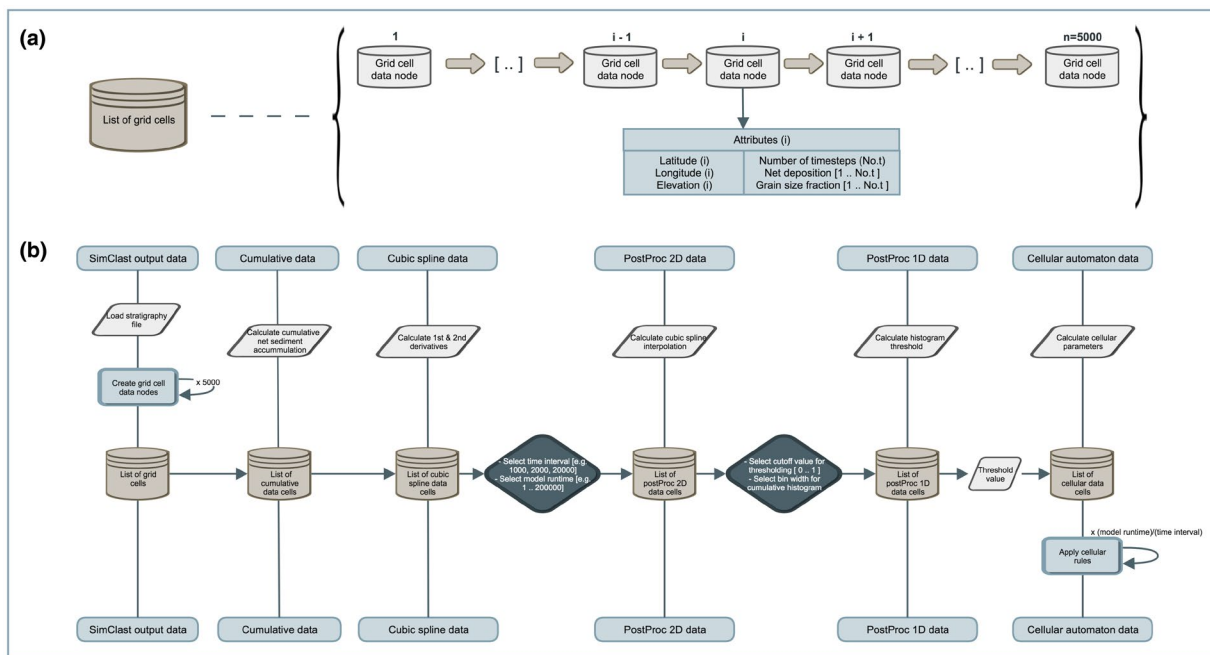 (a)
1
i - 1
i
i + 1
n=5000
Grid cell
data node
[ .. ]
Grid cell
data node
Grid cell
data node
Grid cell
data node
[ .. ]
Grid cell
data node
List of grid cells
Attributes (i)
Latitude (i)
Longitude (i)
Elevation (i)
Number of timesteps (No.t)
Net deposition [1 .. No.t ]
Grain size fraction [1 .. No.t ]
(b)
SimClast output data
Cumulative data
Cubic spline data
PostProc 2D data
PostProc 1D data
Cellular automaton data
Load stratigraphy
file
Calculate cumulative
net sediment
accummulation
Calculate 1st & 2nd
derivatives
Calculate cubic spline
interpolation
Calculate histogram
threshold
Calculate cellular
parameters
Create grid cell
data nodes
x 5000
List of grid
cells
List of
cumulative
data cells
List of cubic
spline data
cells
- Select time interval [e.g.
1000, 2000, 20000]
- Select model runtime [e.g.
1 .. 200000]
List of
postProc 2D
data cells
- Select cutoff value for
thresholding [ 0 .. 1 ]
- Select bin width for
cumulative histogram
List of
postProc 1D
data cells
Threshold
value
List of
cellular data
cells
x (model runtime)/(time interval)
Apply cellular
rules
SimClast output data
Cumulative data
Cubic spline data
PostProc 2D data
PostProc 1D data
Cellular automaton data